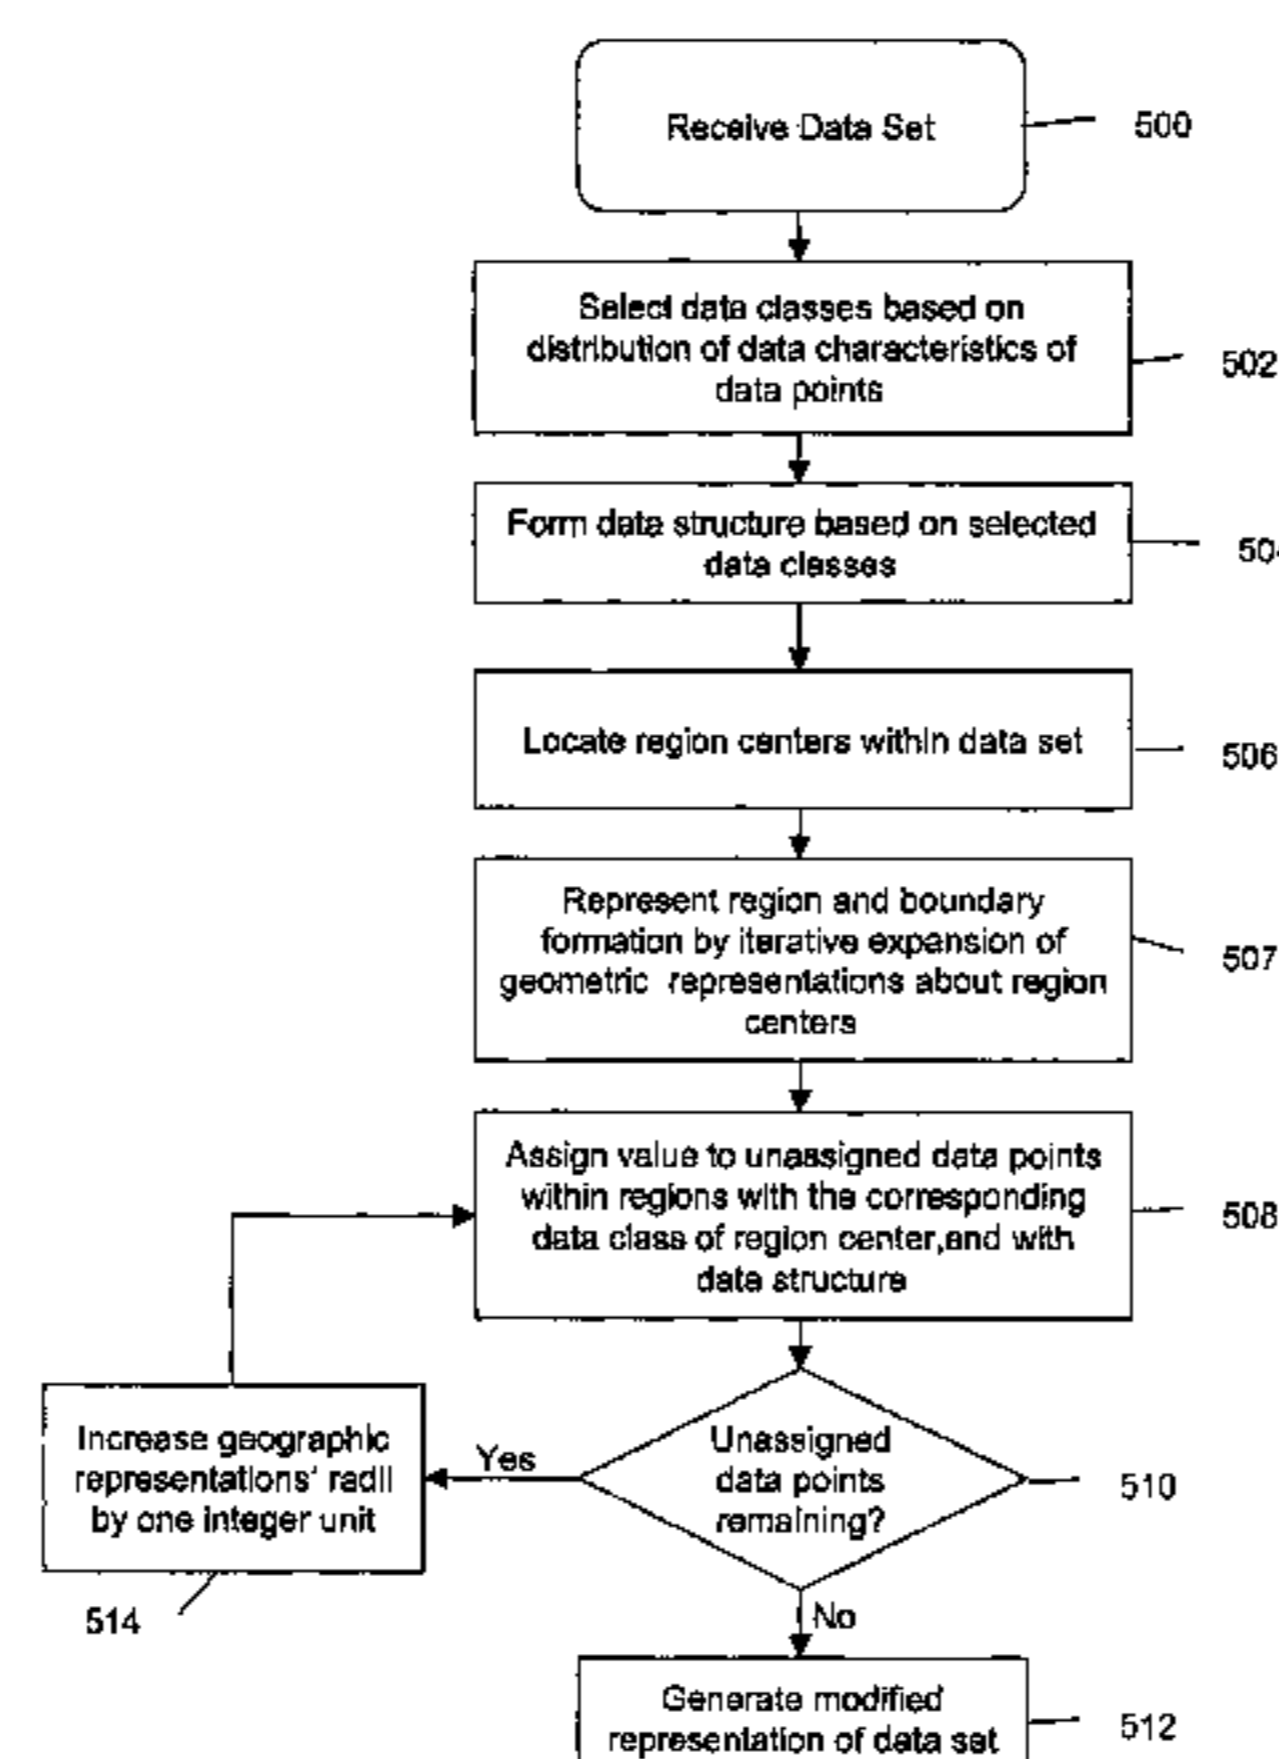 Receive Data Set
500
Select data classes based on
distribution of data characteristics of
data points
502
Form data structure based on selected
data classes
Locate region centers within data set
506
Represent region and boundary
formation by iterative expansion of
geometric representations about region
centers
507
Assign value to unassigned data points
within regions with the corresponding
data class of region center,and with
data structure
508
Increase geographic
representations' radii
by one integer unit
514
Yes
Unassigned
data points
remaining?
510
No
Generate modified
representation of data set
512